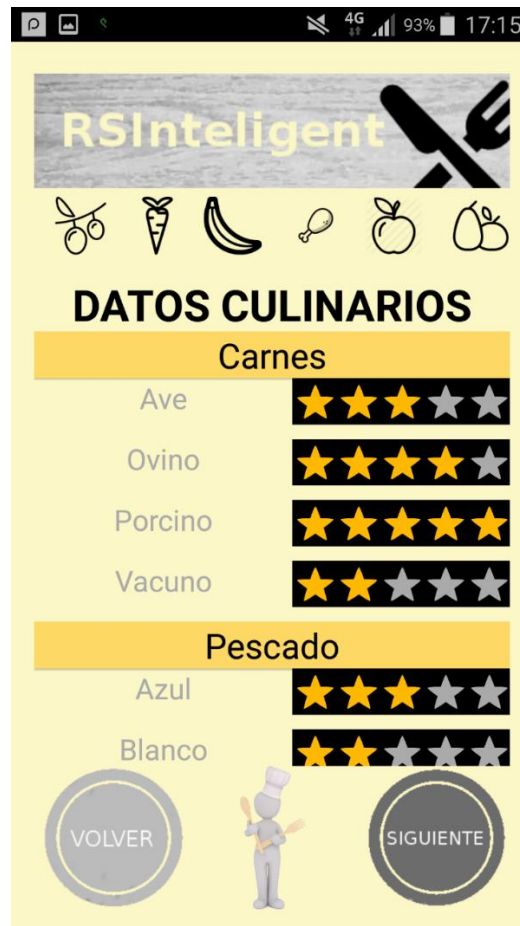 4G 93% 17:15
RSInteligent
DATOS CULINARIOS
Carnes
Ave
Ovino
Porcino
Vacuno
Pescado
Azul
Blanco
VOLVER SIGUIENTE